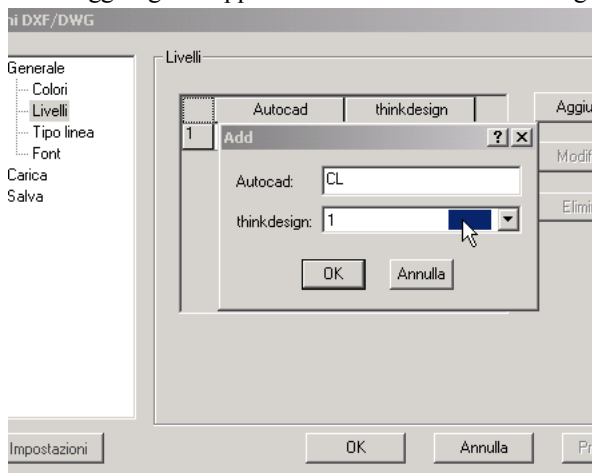 ni DXF/DWG
Generale
Colori
Livelli
Tipo linea
Font
Carica
Salva
Livelli
Autocad thinkdesign
1
Add
Autocad: CL
thinkdesign: 1
OK Annulla
Impostazioni OK Annulla